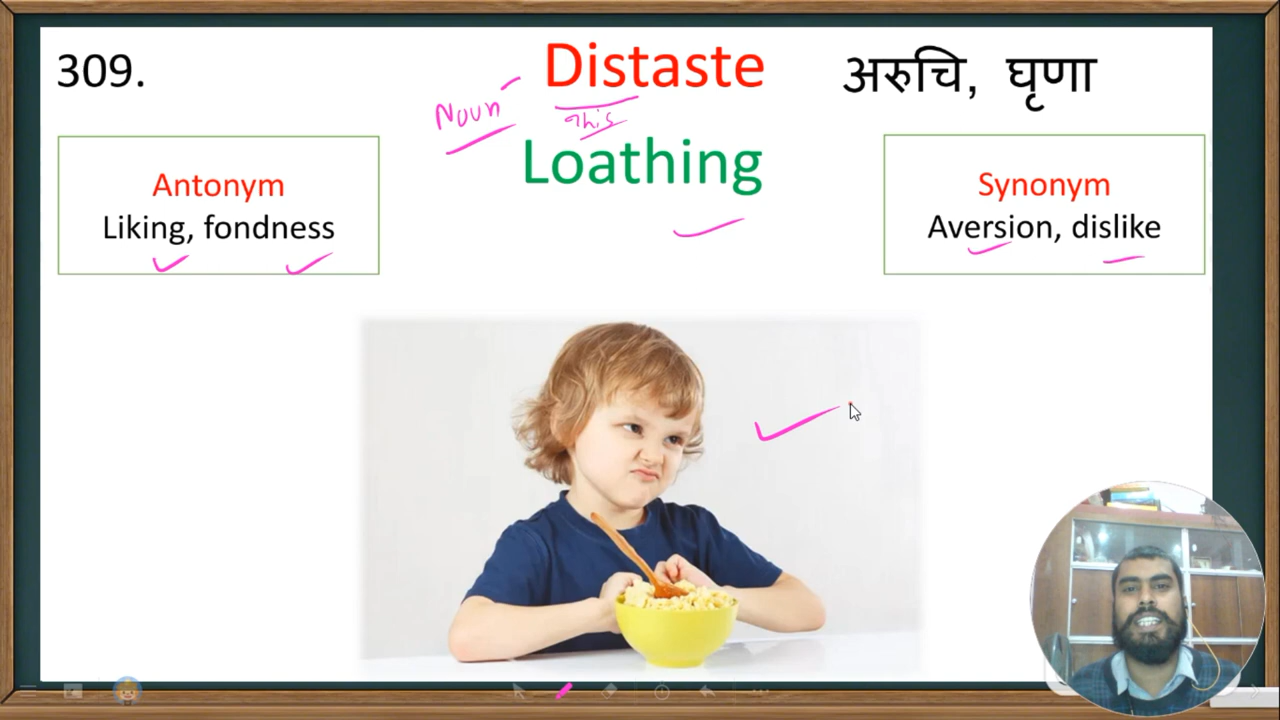 309.
Distaste
अरुचि, घृणा
Noun
This
Loathing
Antonym
Liking, fondness
Synonym
Aversion, dislike